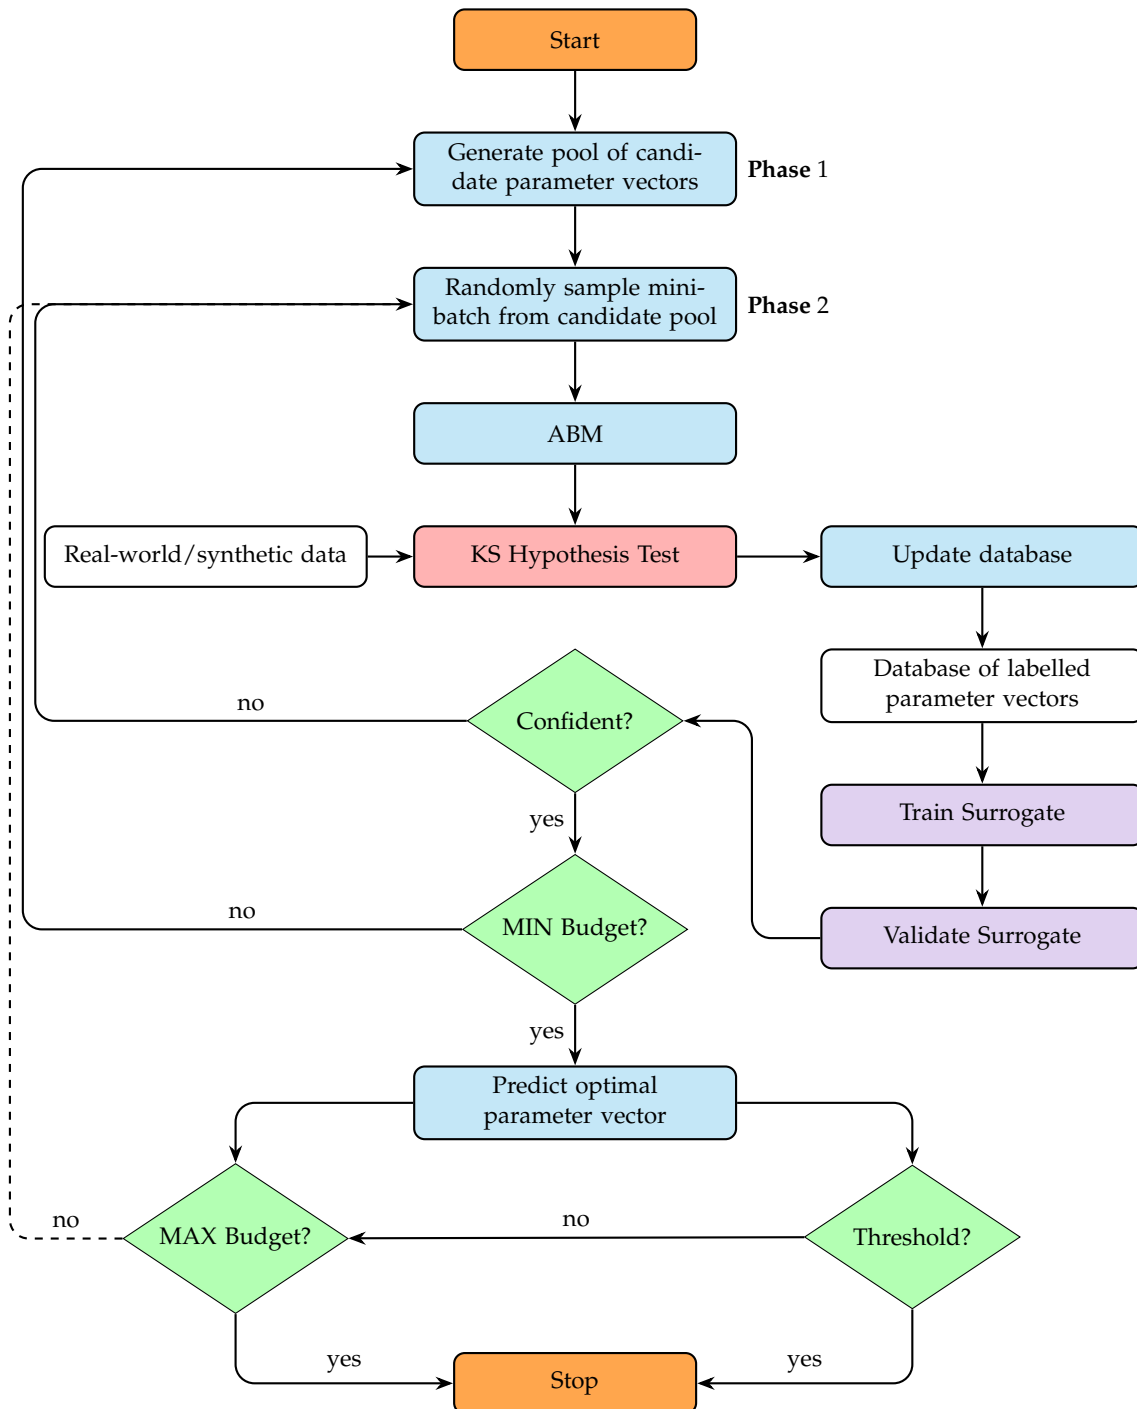 Start
Generate pool of candi-
date parameter vectors
Phase 1
Randomly sample mini-
batch from candidate pool
Phase 2
ABM
Real-world/synthetic data
KS Hypothesis Test
Update database
Database of labelled
parameter vectors
no
Confident?
yes
Train Surrogate
no
MIN Budget?
Validate Surrogate
yes
Predict optimal
parameter vector
no
MAX Budget?
no
Threshold?
yes
Stop
yes